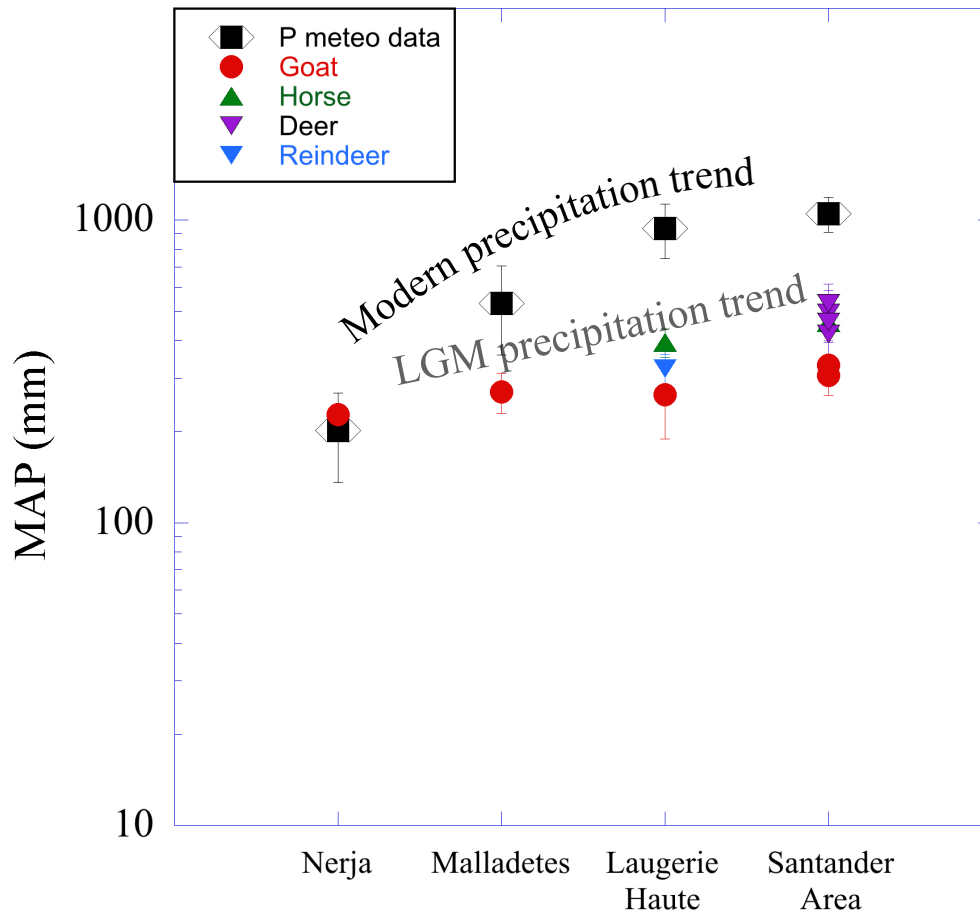 P meteo data
Goat
Horse
Deer
Reindeer
Modern precipitation trend
LGM precipitation trend
MAP (mm)
1000
100
10
Nerja
Malladetes
Laugerie
Haute
Santander
Area